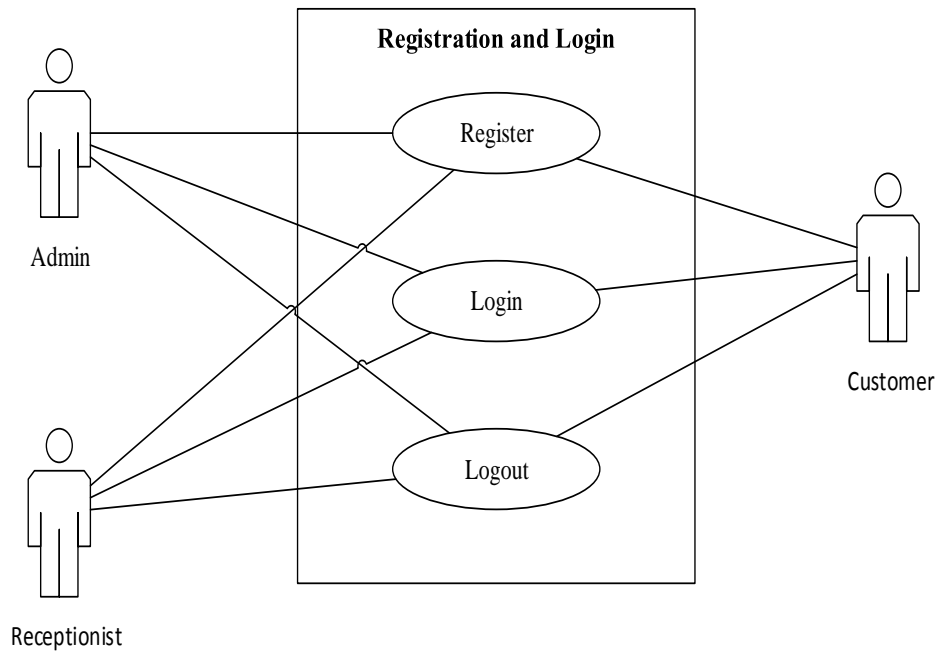 Registration and Login
Register
Admin
Login
Customer
Logout
Receptionist